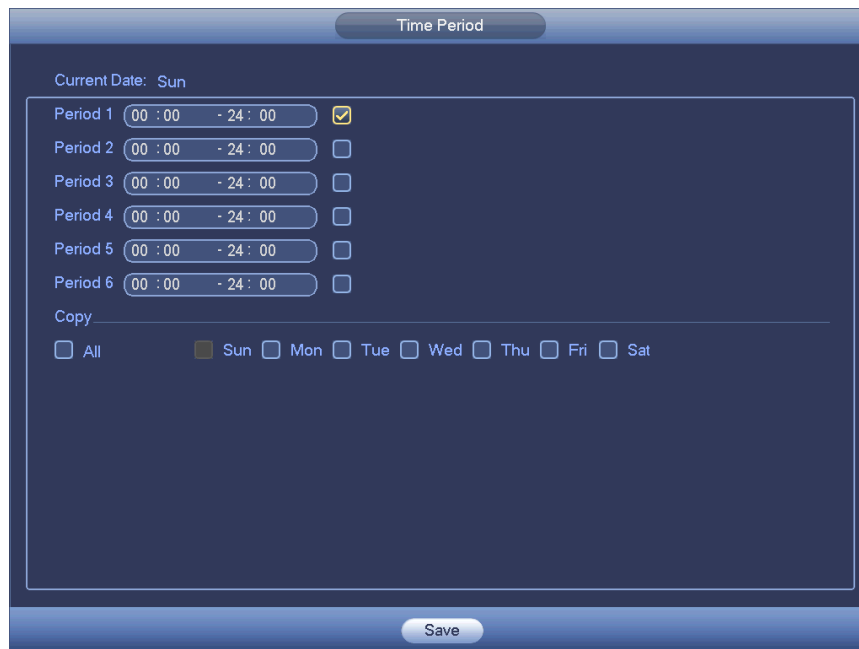 Time Period
Current Date: Sun
Period 1 00 :00 - 24 : 00
Period 2 00 :00 - 24 : 00
Period 3 00 :00 - 24 : 00
Period 4 00 :00 - 24 : 00
Period 5 00 :00 - 24 : 00
Period 6 00 :00 - 24 : 00
Copy
All Sun Mon Tue Wed Thu Fri Sat
Save